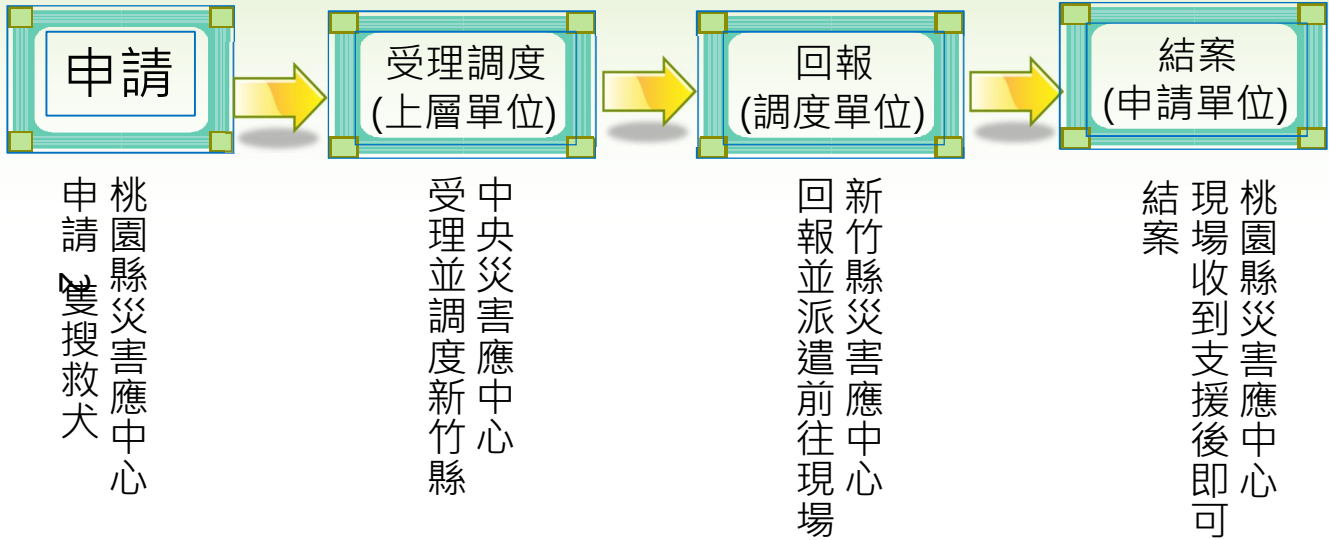 申請
受理調度
(上層單位)
回報
(調度單位)
結案
(申請單位)
桃園縣災害應中心
申請2隻搜救犬
中央災害應中心
受理並調度新竹縣
新竹縣災害應中心
回報並派遣前往現場
桃園縣災害應中心
現場收到支援後即可
結案